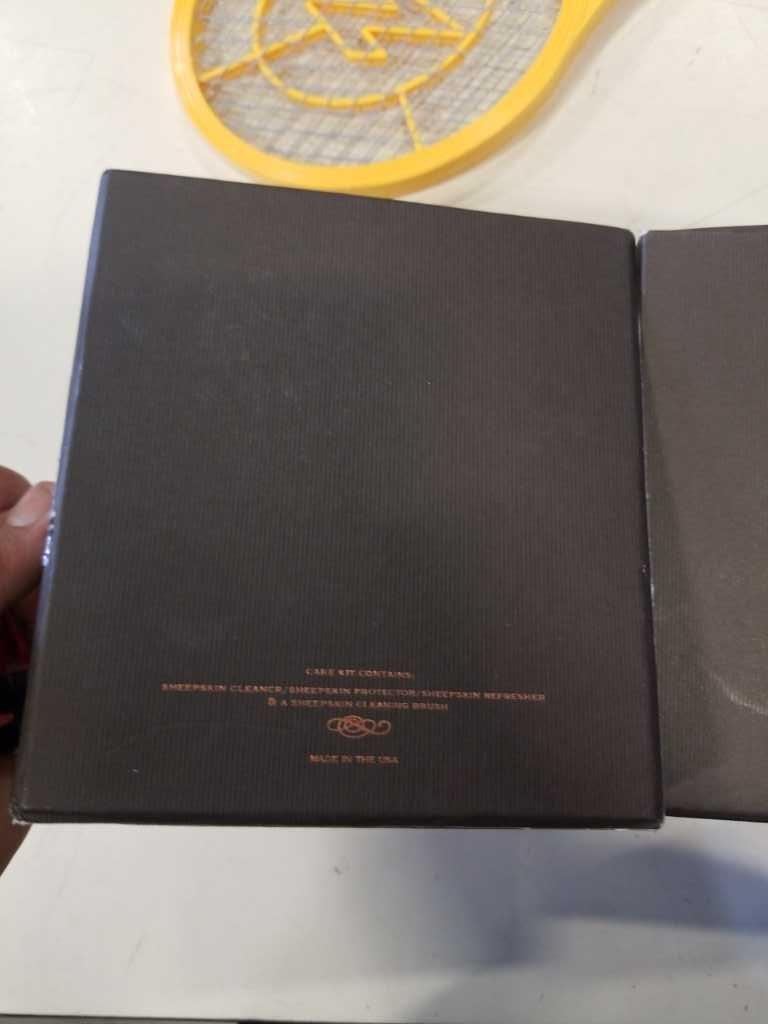 CARE KIT CONTAINS:
SHEEPSKIN CLEANER/SHEEPSKIN PROTECTOR/SHEEPSKIN REFRESHER
& A SHEEPSKIN CLEANING BRUSH
MADE IN THE USA